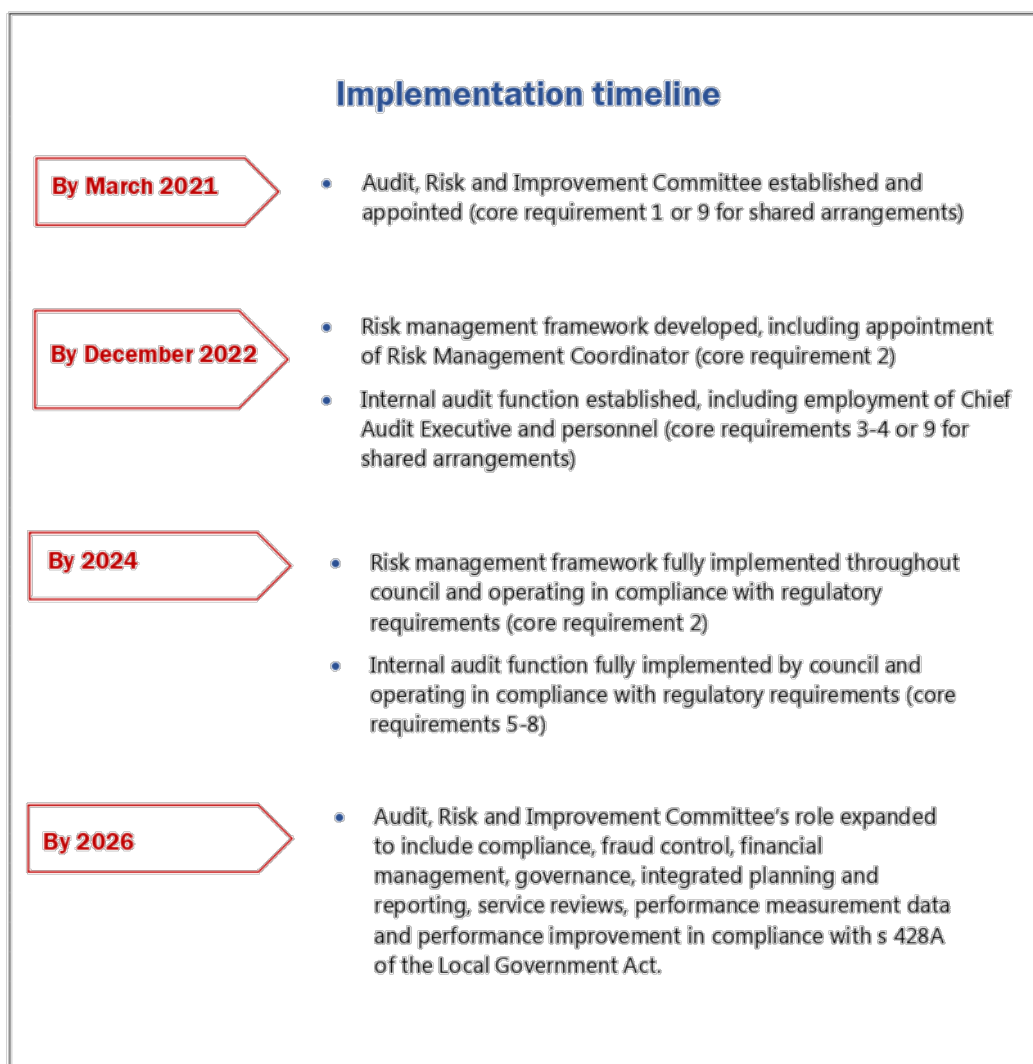 Implementation timeline
By March 2021
• Audit, Risk and Improvement Committee established and
appointed (core requirement 1 or 9 for shared arrangements)
By December 2022
• Risk management framework developed, including appointment
of Risk Management Coordinator (core requirement 2)
• Internal audit function established, including employment of Chief
Audit Executive and personnel (core requirements 3-4 or 9 for
shared arrangements)
By 2024
• Risk management framework fully implemented throughout
council and operating in compliance with regulatory
requirements (core requirement 2)
• Internal audit function fully implemented by council and
operating in compliance with regulatory requirements (core
requirements 5-8)
By 2026
• Audit, Risk and Improvement Committee’s role expanded
to include compliance, fraud control, financial
management, governance, integrated planning and
reporting, service reviews, performance measurement data
and performance improvement in compliance with s 428A
of the Local Government Act.